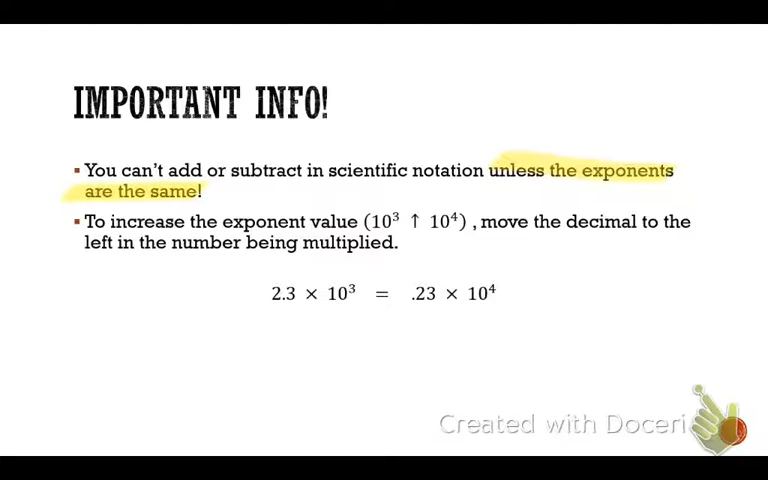 IMPORTANT INFO!
▪ You can't add or subtract in scientific notation unless the exponents
are the same!
▪ To increase the exponent value (10³ ↑ 10⁴) , move the decimal to the
left in the number being multiplied.
2.3 × 10³ = .23 × 10⁴
Created with Doceri